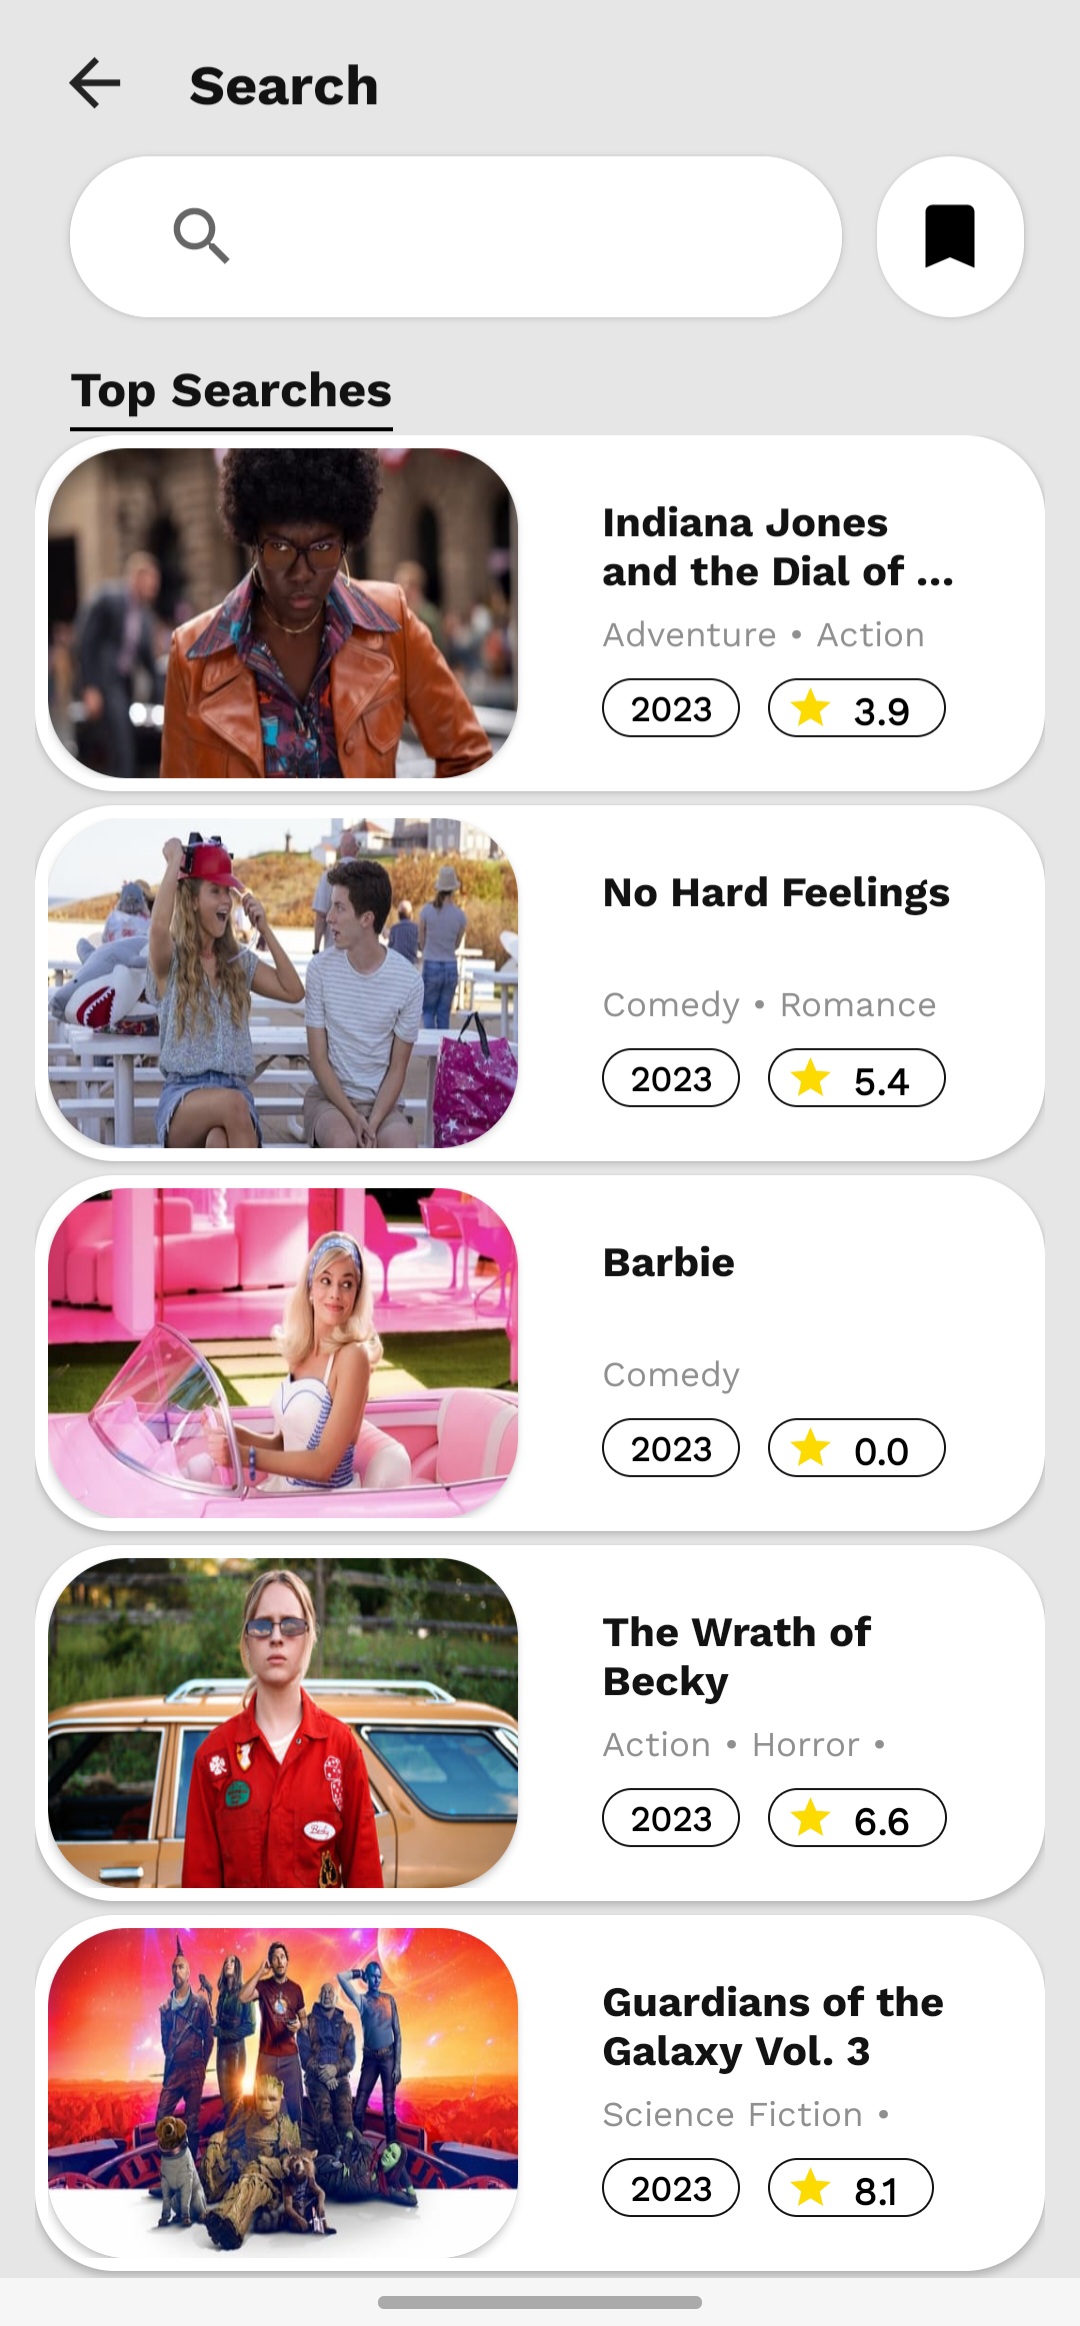 Search
Top Searches
Indiana Jones
and the Dial of ...
Adventure • Action
2023
3.9
No Hard Feelings
Comedy • Romance
2023
5.4
Barbie
Comedy
2023
0.0
The Wrath of
Becky
Action • Horror •
2023
6.6
Becky
Guardians of the
Galaxy Vol. 3
Science Fiction •
2023
8.1